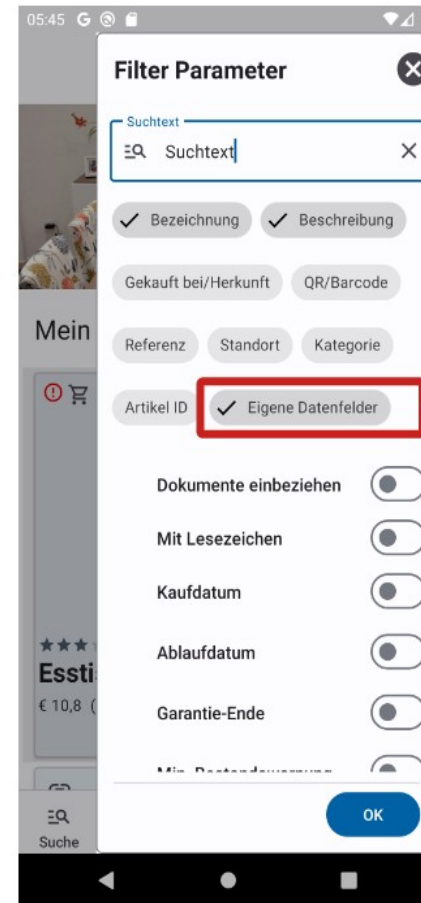 05:45 G
Filter Parameter
Suchtext
Suchtext
Bezeichnung Beschreibung
Gekauft bei/Herkunft QR/Barcode
Mein
Referenz Standort Kategorie
Artikel ID Eigene Datenfelder
Dokumente einbeziehen
Mit Lesezeichen
Kaufdatum
Ablaufdatum
Essti
€ 10,8 (
Garantie-Ende
OK
Suche